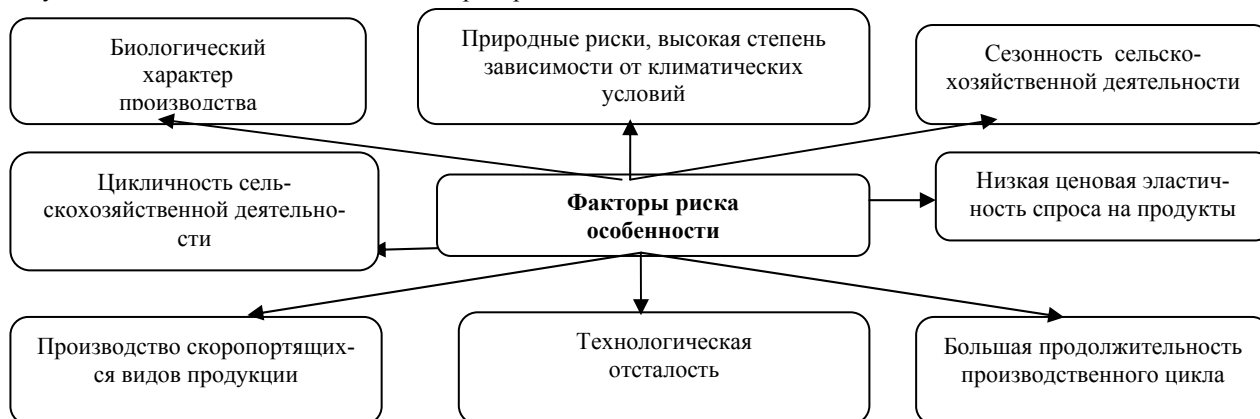 Биологический
характер
производства
Природные риски, высокая степень
зависимости от климатических
условий
Сезонность сельско-
хозяйственной деятельности
Цикличность сель-
скохозяйственной деятельно-
сти
Факторы риска
особенности
Низкая ценовая эластич-
ность спроса на продукты
Производство скоропортящих-
ся видов продукции
Технологическая
отсталость
Большая продолжительность
производственного цикла